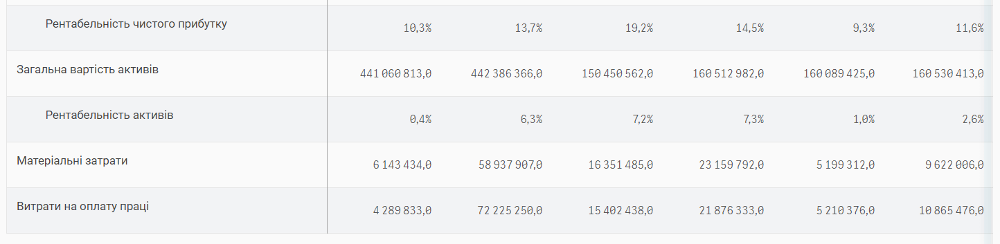 Рентабельність чистого прибутку 10,3% 13,7% 19,2% 14,5% 9,3% 11,6%
Загальна вартість активів 441 060 813,0 442 386 366,0 150 450 562,0 160 512 982,0 160 089 425,0 160 530 413,0
Рентабельність активів 0,4% 6,3% 7,2% 7,3% 1,0% 2,6%
Матеріальні затрати 6 143 434,0 58 937 907,0 16 351 485,0 23 159 792,0 5 199 312,0 9 622 006,0
Витрати на оплату праці 4 289 833,0 72 225 250,0 15 402 438,0 21 876 333,0 5 210 376,0 10 865 476,0